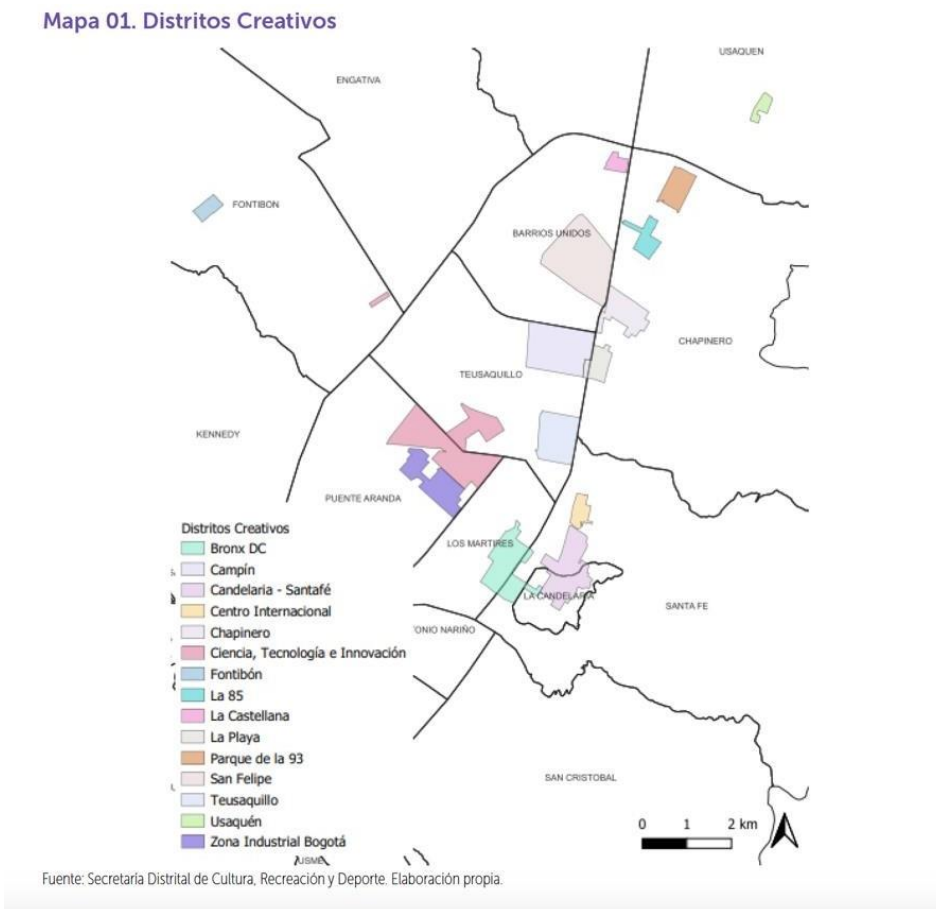 Mapa 01. Distritos Creativos
USAQUEN
ENGATIVA
FONTIBON
BARRIOS UNIDOS
CHAPINERO
TEUSAQUILLO
KENNEDY
PUENTE ARANDA
LOS MARTIRES
LA CANDELARIA
SANTA FE
ONIO NARIÑO
SAN CRISTOBAL
Distritos Creativos
Bronx DC
Campín
Candelaria - Santafé
Centro Internacional
Chapinero
Ciencia, Tecnología e Innovación
Fontibón
La 85
La Castellana
La Playa
Parque de la 93
San Felipe
Teusaquillo
Usaquén
Zona Industrial Bogotá
USME
0 1 2 km
Fuente: Secretaría Distrital de Cultura, Recreación y Deporte. Elaboración propia.